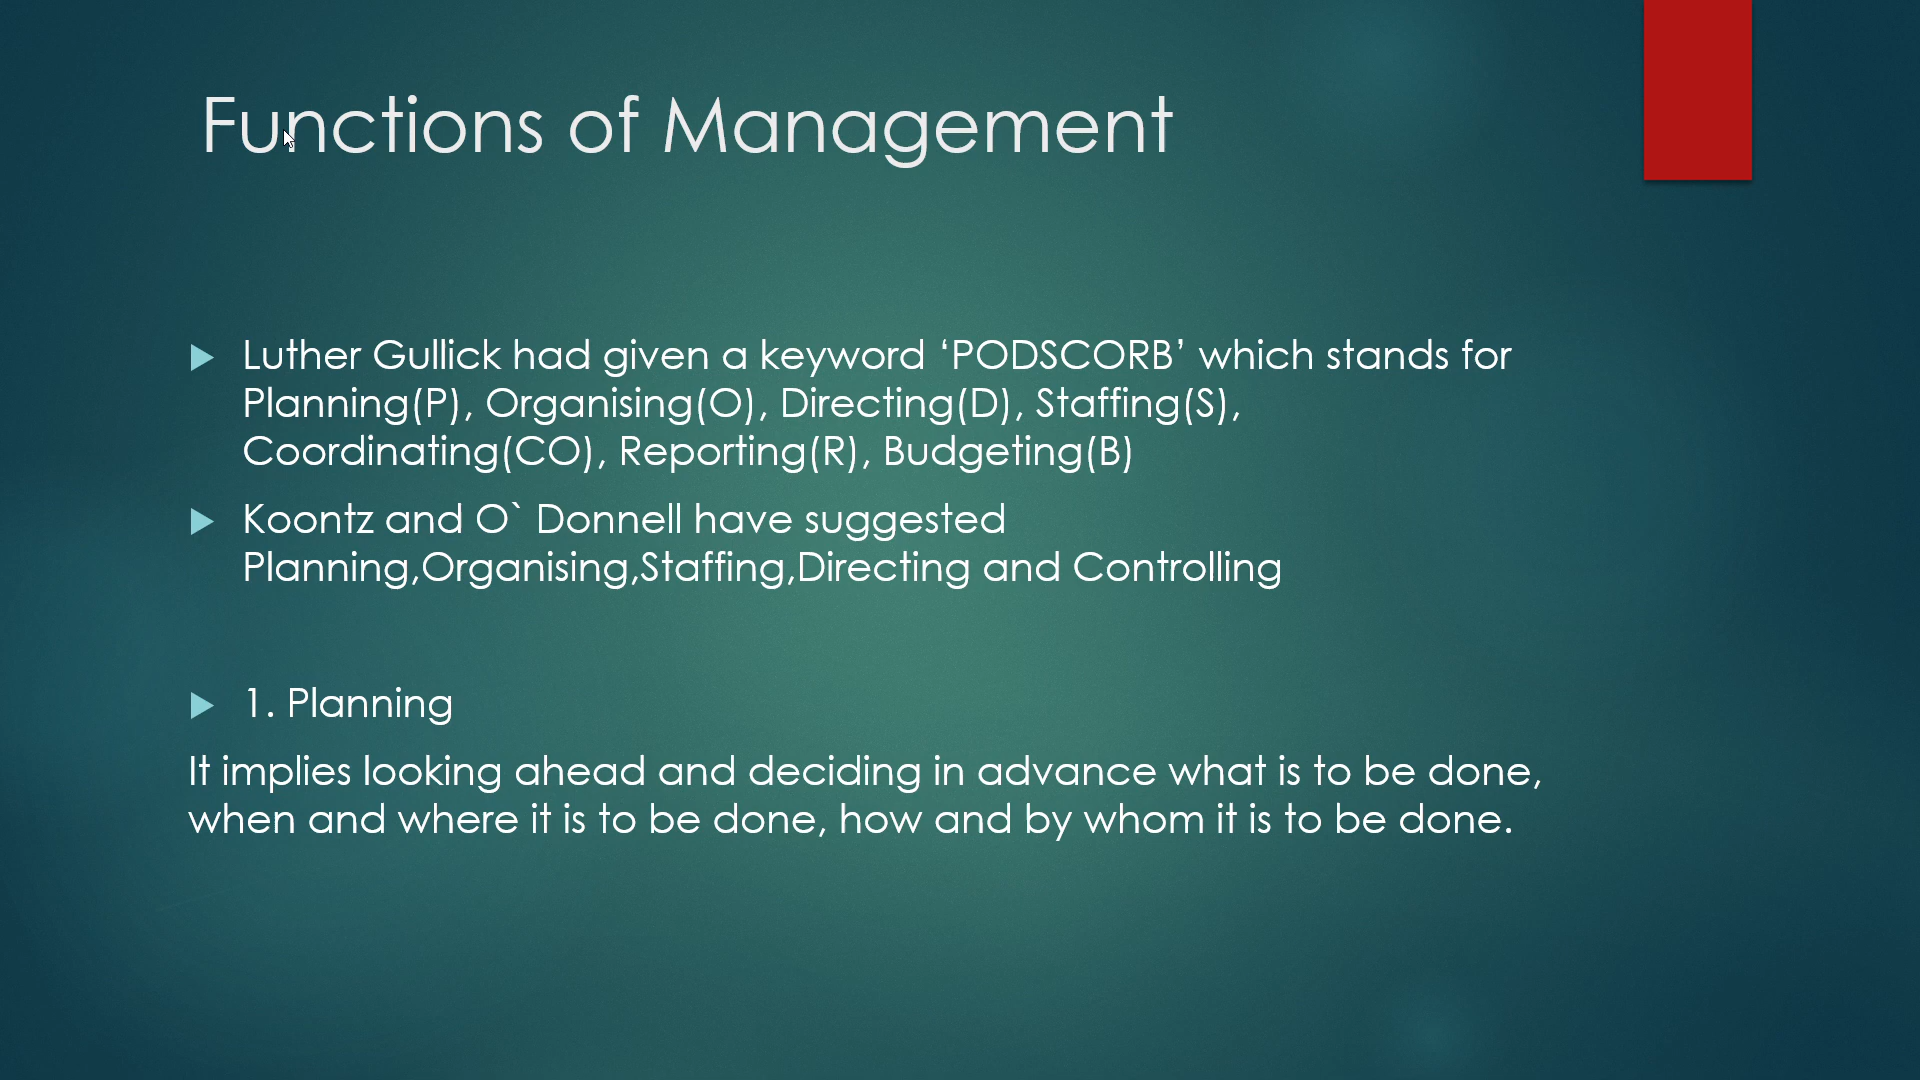 Functions of Management
Luther Gullick had given a keyword ‘PODSCORB’ which stands for
Planning(P), Organising(O), Directing(D), Staffing(S),
Coordinating(CO), Reporting(R), Budgeting(B)
Koontz and O` Donnell have suggested
Planning,Organising,Staffing,Directing and Controlling
1. Planning
It implies looking ahead and deciding in advance what is to be done,
when and where it is to be done, how and by whom it is to be done.